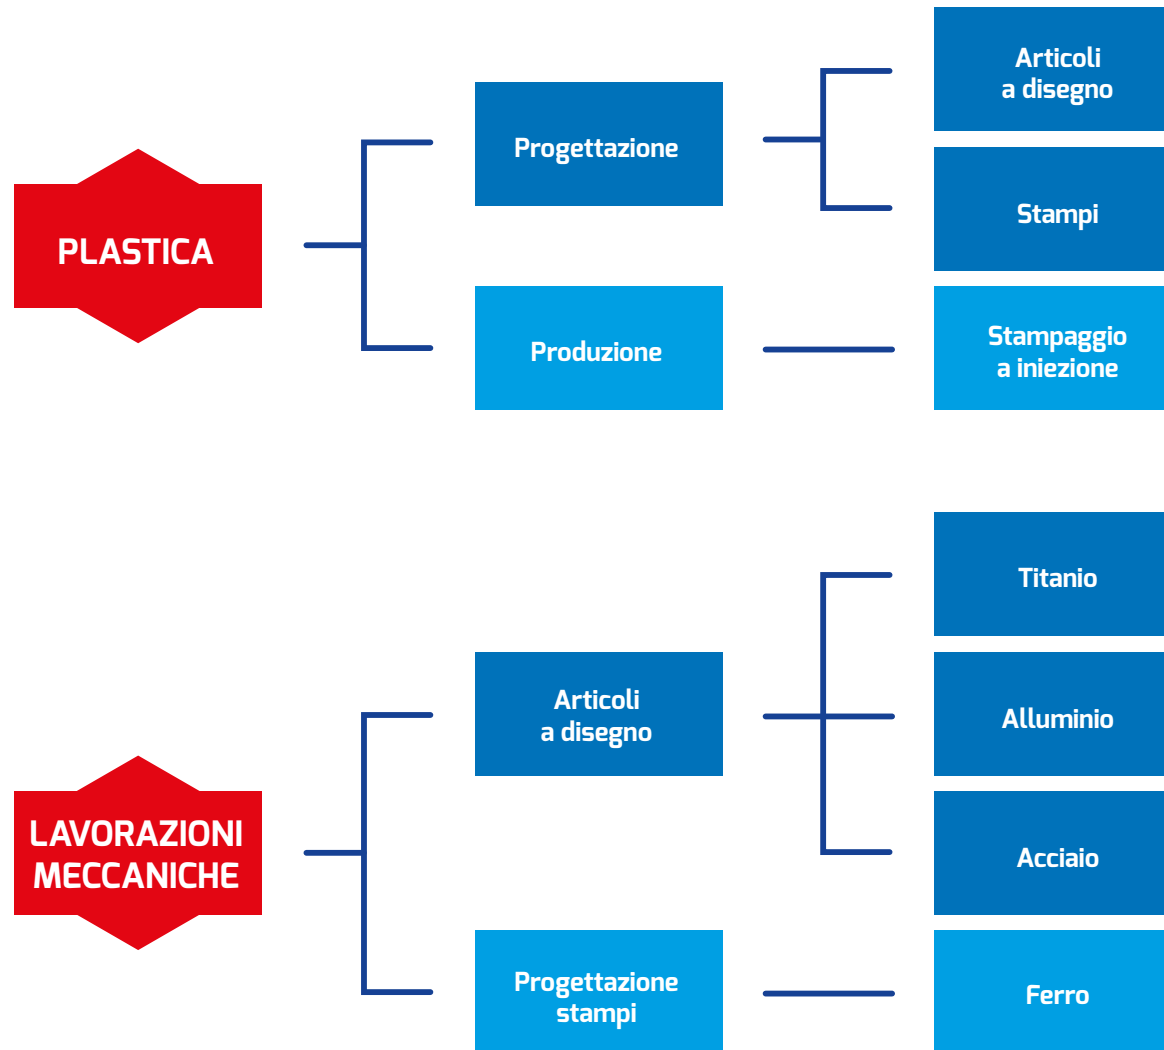 PLASTICA
Progettazione
Articoli
a disegno
Stampi
Produzione
Stampaggio
a iniezione
LAVORAZIONI
MECCANICHE
Articoli
a disegno
Titanio
Alluminio
Acciaio
Progettazione
stampi
Ferro